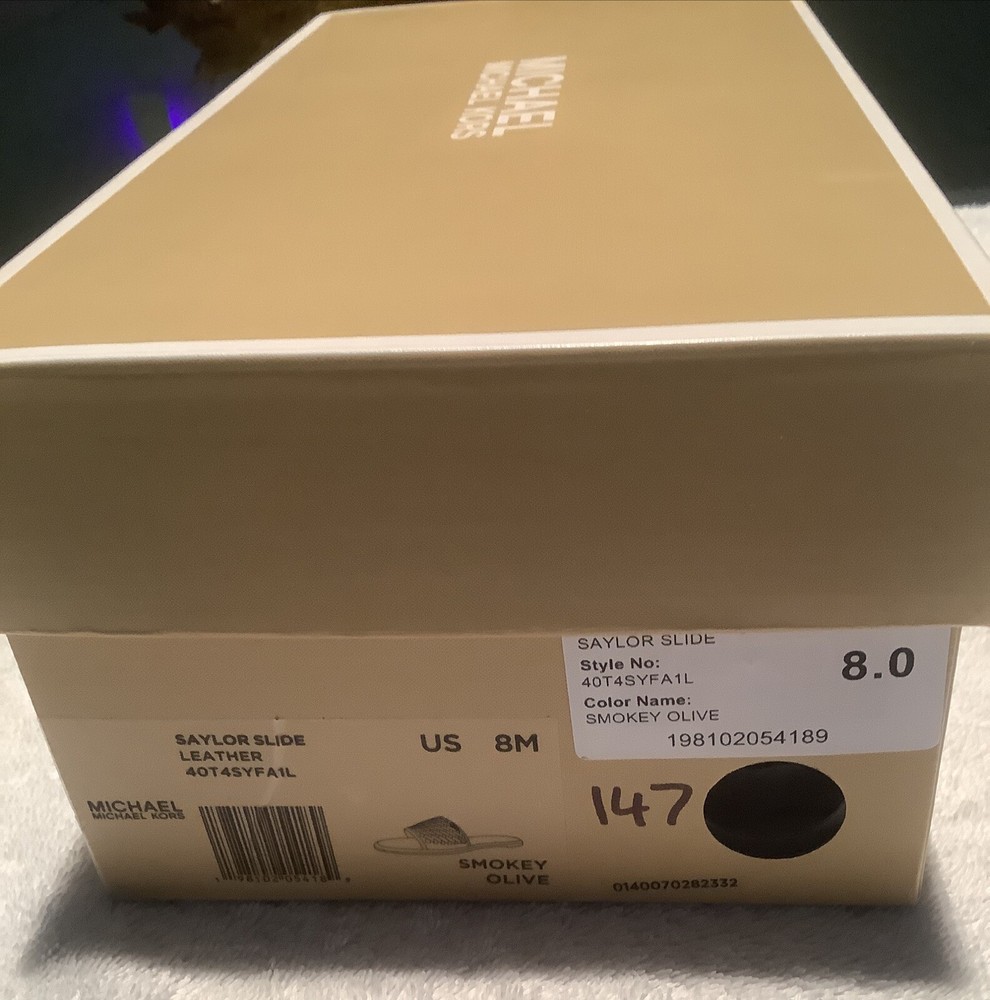 MICHAEL
MICHAEL KORS
SAYLOR SLIDE
Style No:
40T4SYFA1L
Color Name:
SMOKEY OLIVE
8.0
198102054189
SAYLOR SLIDE
LEATHER
40T4SYFA1L
US 8M
MICHAEL
MICHAEL KORS
SMOKEY
OLIVE
147
0140070282332